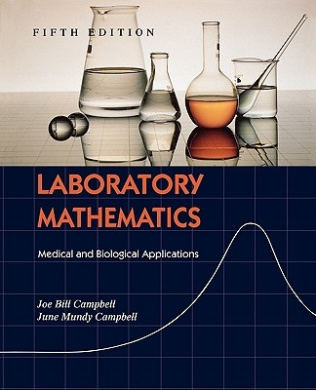 FIFTH EDITION
LABORATORY
MATHEMATICS
Medical and Biological Applications
Joe Bill Campbell
June Mundy Campbell